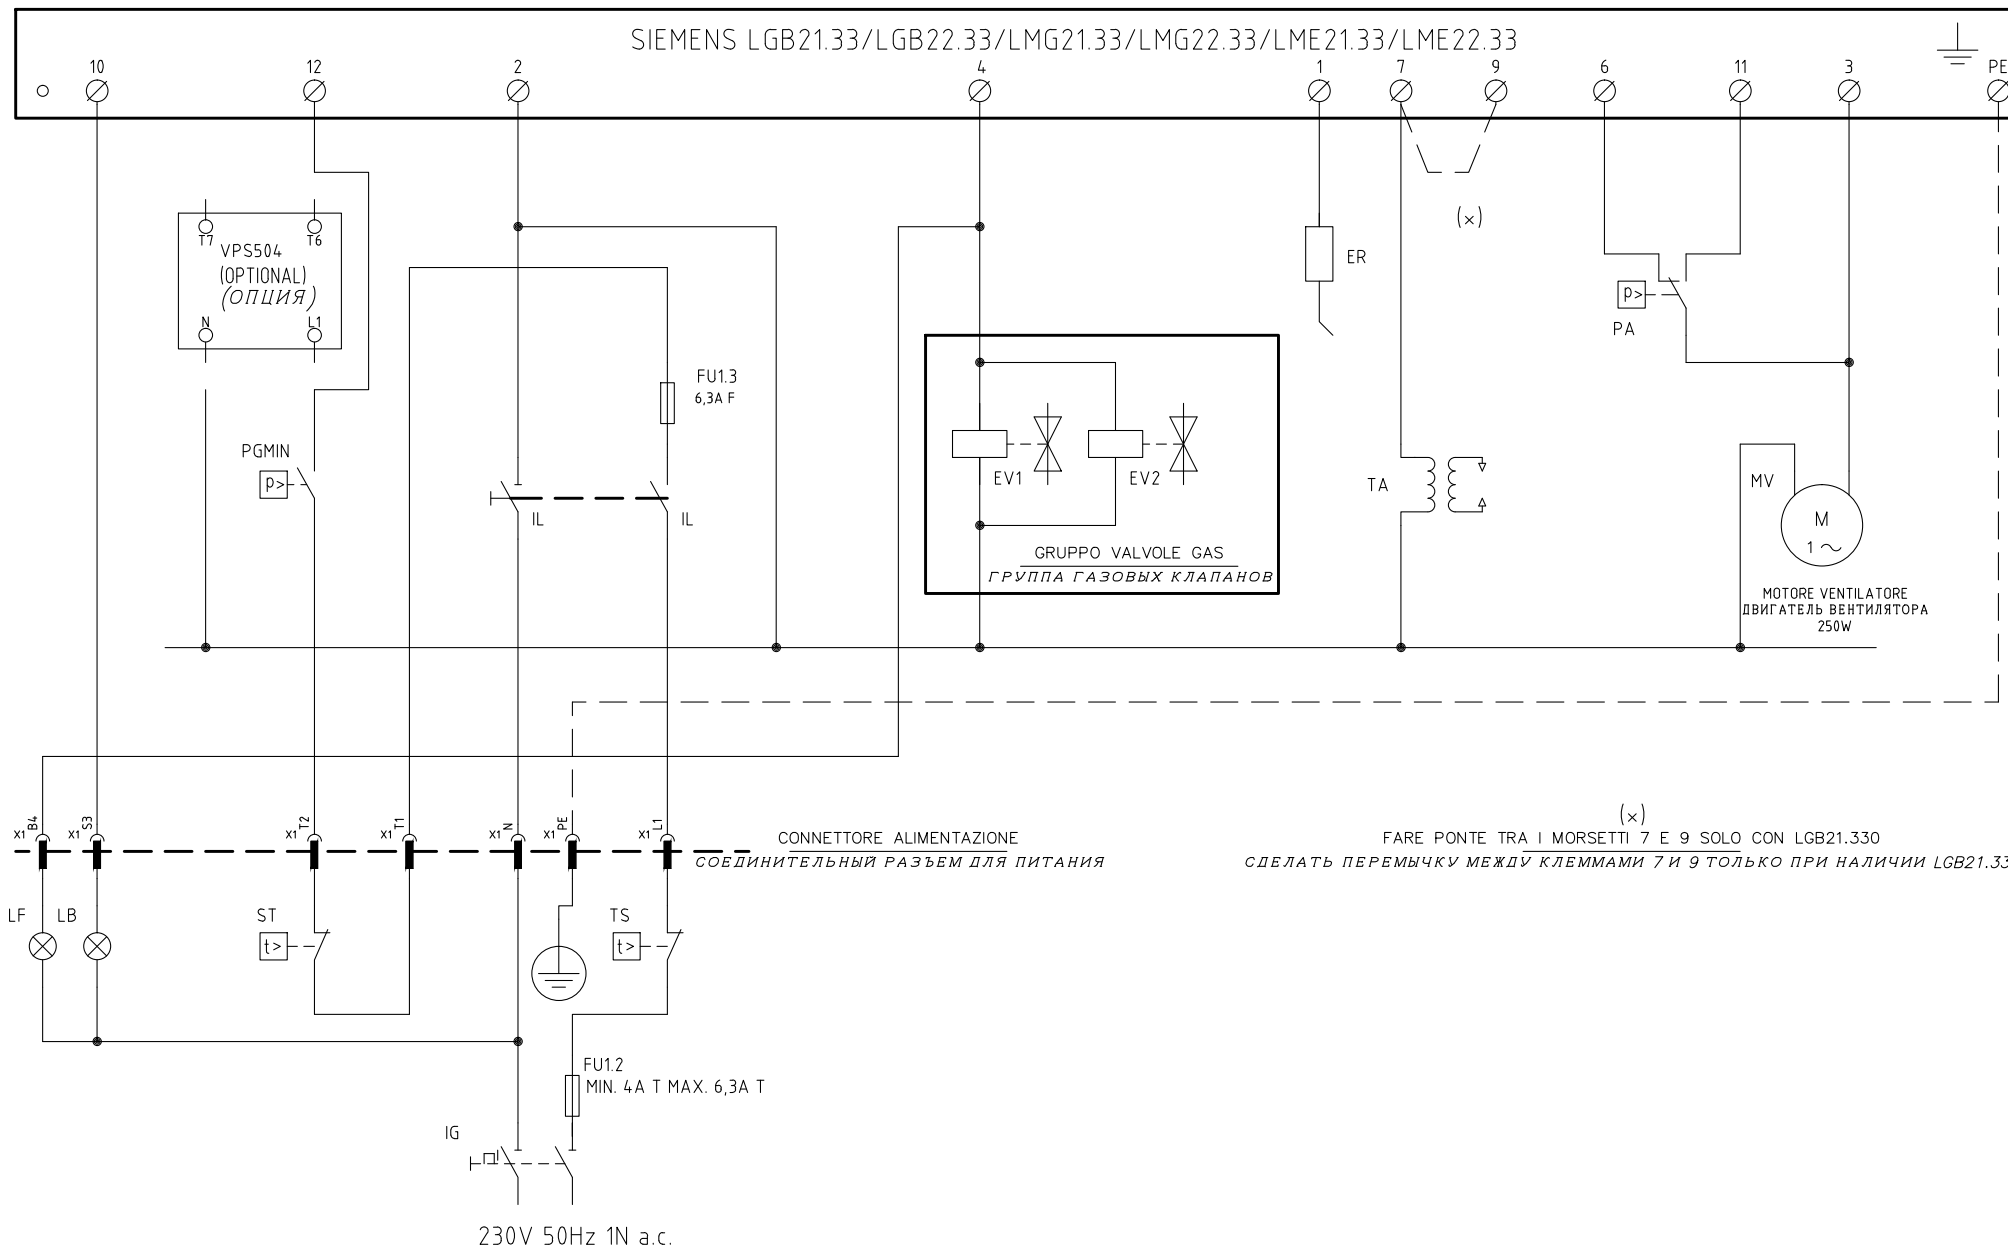 SIEMENS LGB21.33/LGB22.33/LMG21.33/LMG22.33/LME21.33/LME22.33
10 12 2 4 1 7 9 6 11 3 PE
(x)
T7 T6
VPS504
(OPTIONAL)
(ОПЦИЯ)
N L1
ER
p>
PA
FU1.3
6,3A F
PGMIN
p>
IL IL
EV1 EV2
GRUPPO VALVOLE GAS
ГРУППА ГАЗОВЫХ КЛАПАНОВ
TA
MV
M
1 ~
MOTORE VENTILATORE
ДВИГАТЕЛЬ ВЕНТИЛЯТОРА
250W
x1 B4 x1 S3 x1 T2 x1 T1 x1 N x1 PE x1 L1
CONNETTORE ALIMENTAZIONE
СОЕДИНИТЕЛЬНЫЙ РАЗЪЕМ ДЛЯ ПИТАНИЯ
(x)
FARE PONTE TRA I MORSETTI 7 E 9 SOLO CON LGB21.330
СДЕЛАТЬ ПЕРЕМЫЧКУ МЕЖДУ КЛЕММАМИ 7 И 9 ТОЛЬКО ПРИ НАЛИЧИИ LGB21.33
LF LB ST TS
t> t>
FU1.2
MIN. 4A T MAX. 6,3A T
IG
230V 50Hz 1N a.c.